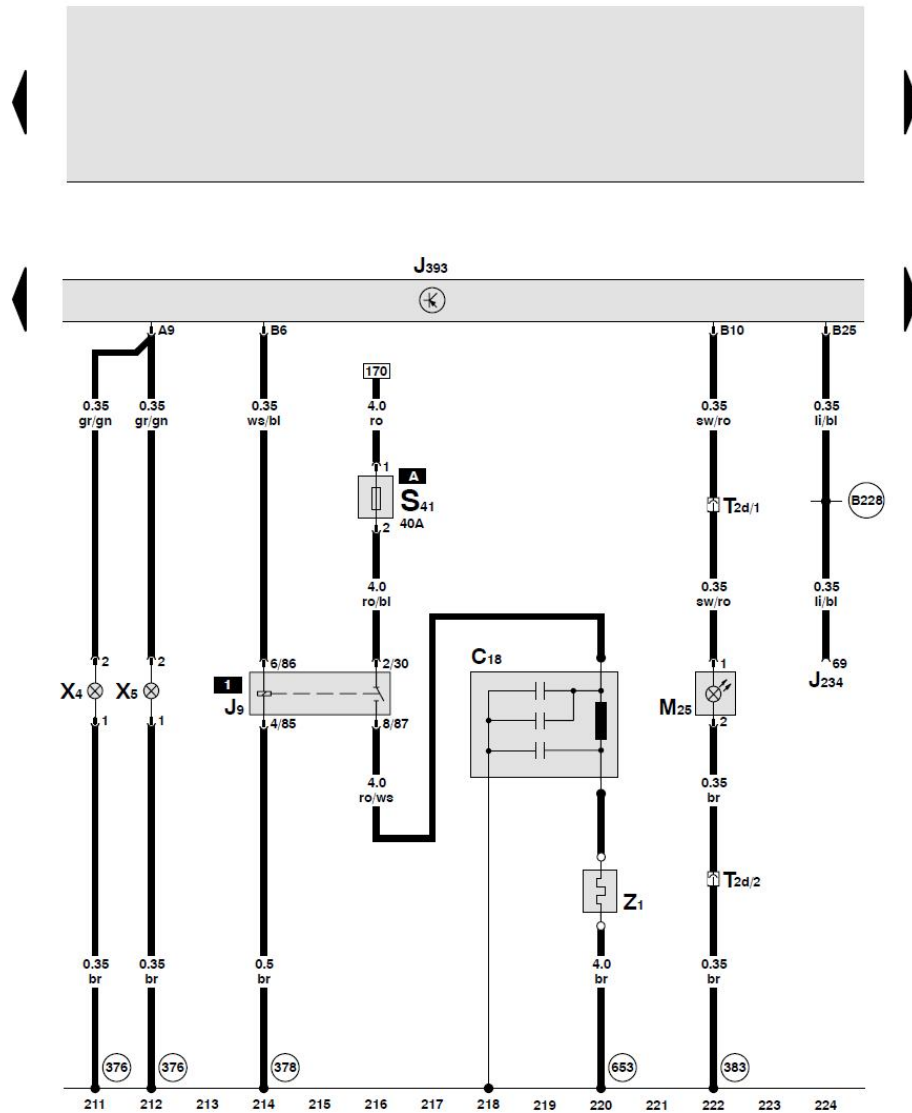 J393
A9 B6 B10 B25
170
0.35 0.35 0.35 4.0 0.35 0.35
gr/gn gr/gn ws/bl ro sw/ro li/bl
1 A
S41
40A
2
T2d/1 B228
4.0 0.35 0.35
ro/bl sw/ro li/bl
2 2 6/86 2/30 C18 1 69
X4 X5 1 J9 M25 J234
1 1 4/85 8/87 2
4.0 0.35
ro/ws br
Z1 T2d/2
0.35 0.35 0.5 4.0 0.35
br br br br br
376 376 378 653 383
211 212 213 214 215 216 217 218 219 220 221 222 223 224